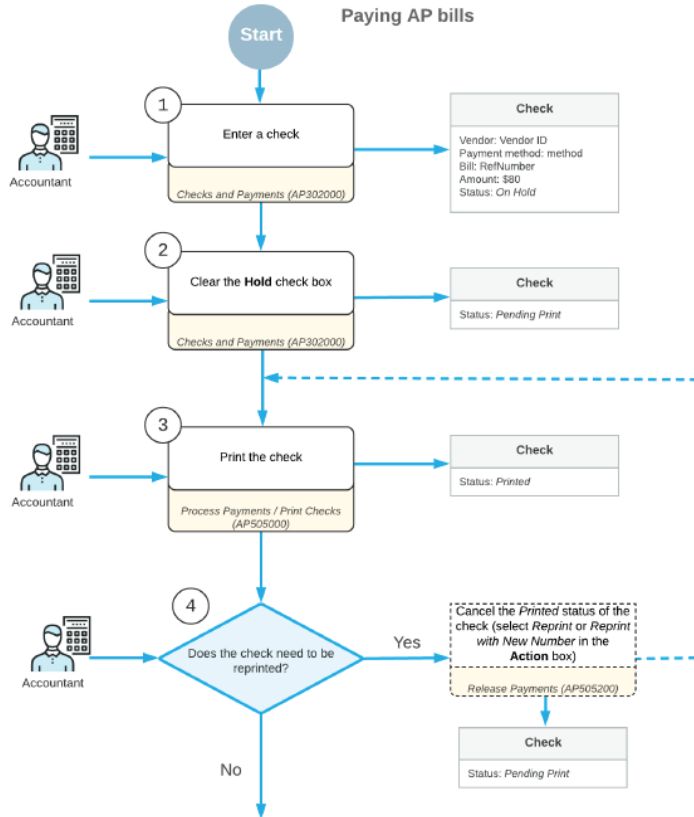 Paying AP bills
Start
1
Enter a check
Checks and Payments (AP302000)
Accountant
Check
Vendor: Vendor ID
Payment method: method
Bill: RefNumber
Amount: $80
Status: On Hold
2
Clear the Hold check box
Checks and Payments (AP302000)
Accountant
Check
Status: Pending Print
3
Print the check
Process Payments / Print Checks
(AP505000)
Accountant
Check
Status: Printed
4
Does the check need to be
reprinted?
Accountant
Yes
Cancel the Printed status of the
check (select Reprint or Reprint
with New Number in the
Action box)
Release Payments (AP505200)
Check
Status: Pending Print
No